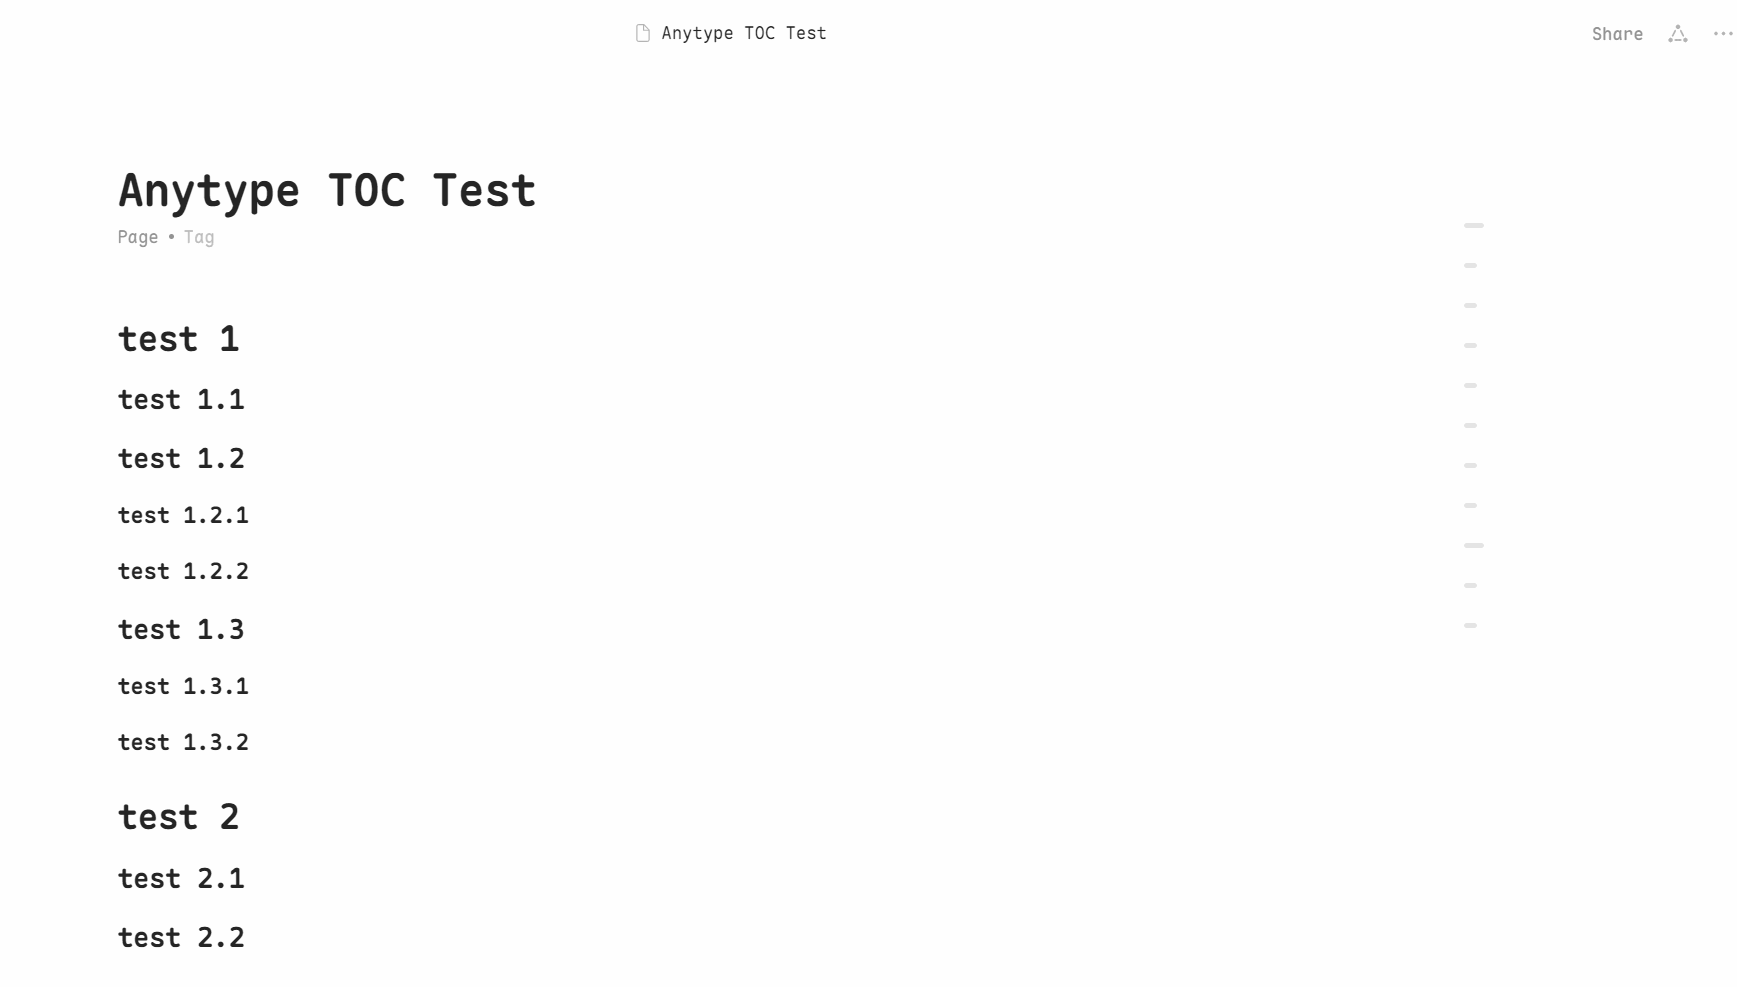 Anytype TOC Test
Share
Anytype TOC Test
Page • Tag
test 1
test 1.1
test 1.2
test 1.2.1
test 1.2.2
test 1.3
test 1.3.1
test 1.3.2
test 2
test 2.1
test 2.2